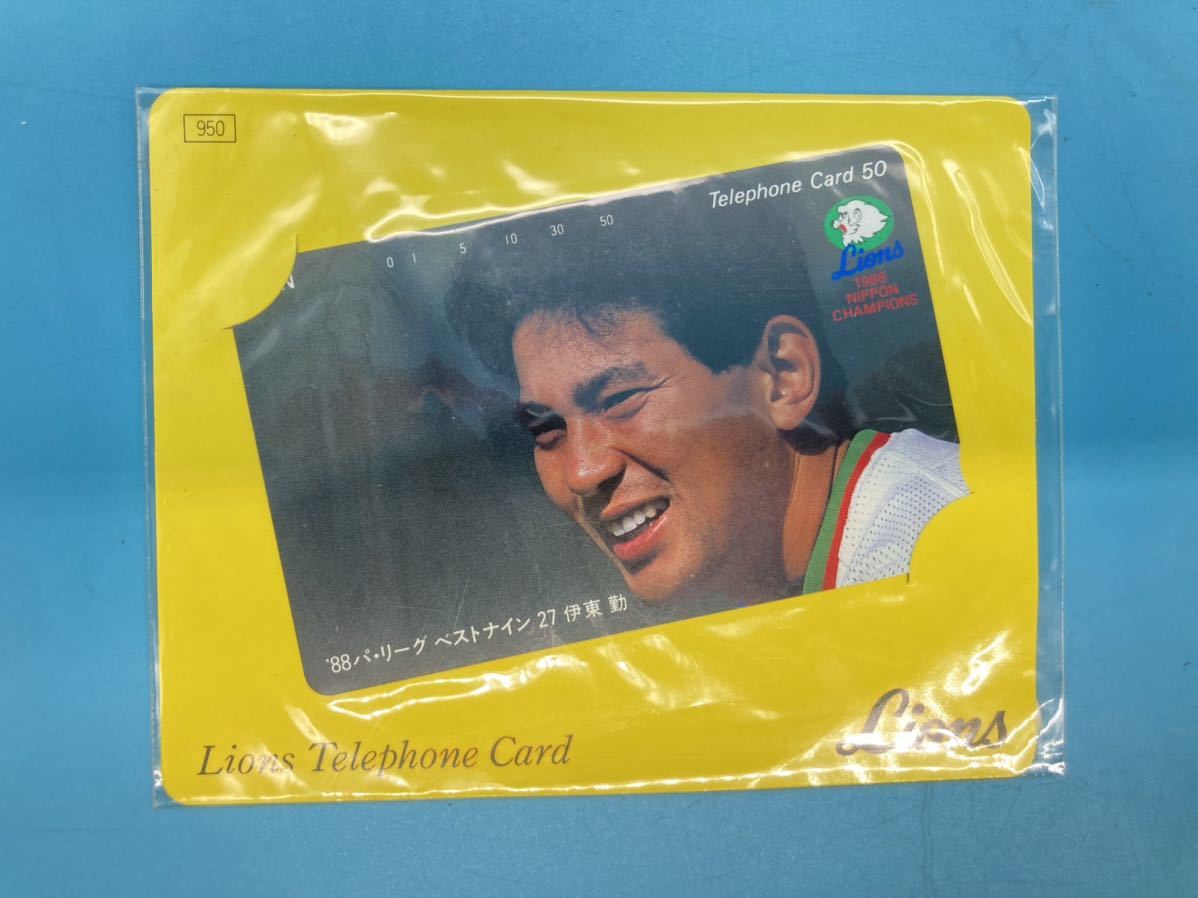 950
Telephone Card 50
0 1 5 10 30 50
Lions
1988
NIPPON
CHAMPIONS
'88パ・リーグ ベストナイン 27 伊東 勤
Lions Telephone Card
Lions